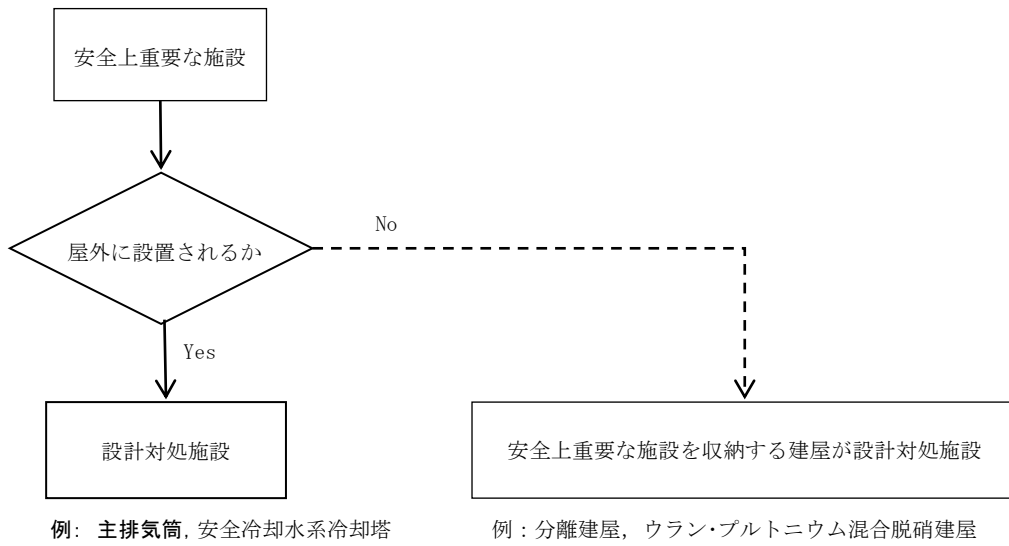 安全上重要な施設
屋外に設置されるか
No
Yes
設計対処施設
安全上重要な施設を収納する建屋が設計対処施設
例： 主排気筒, 安全冷却水系冷却塔
例：分離建屋, ウラン･プルトニウム混合脱硝建屋